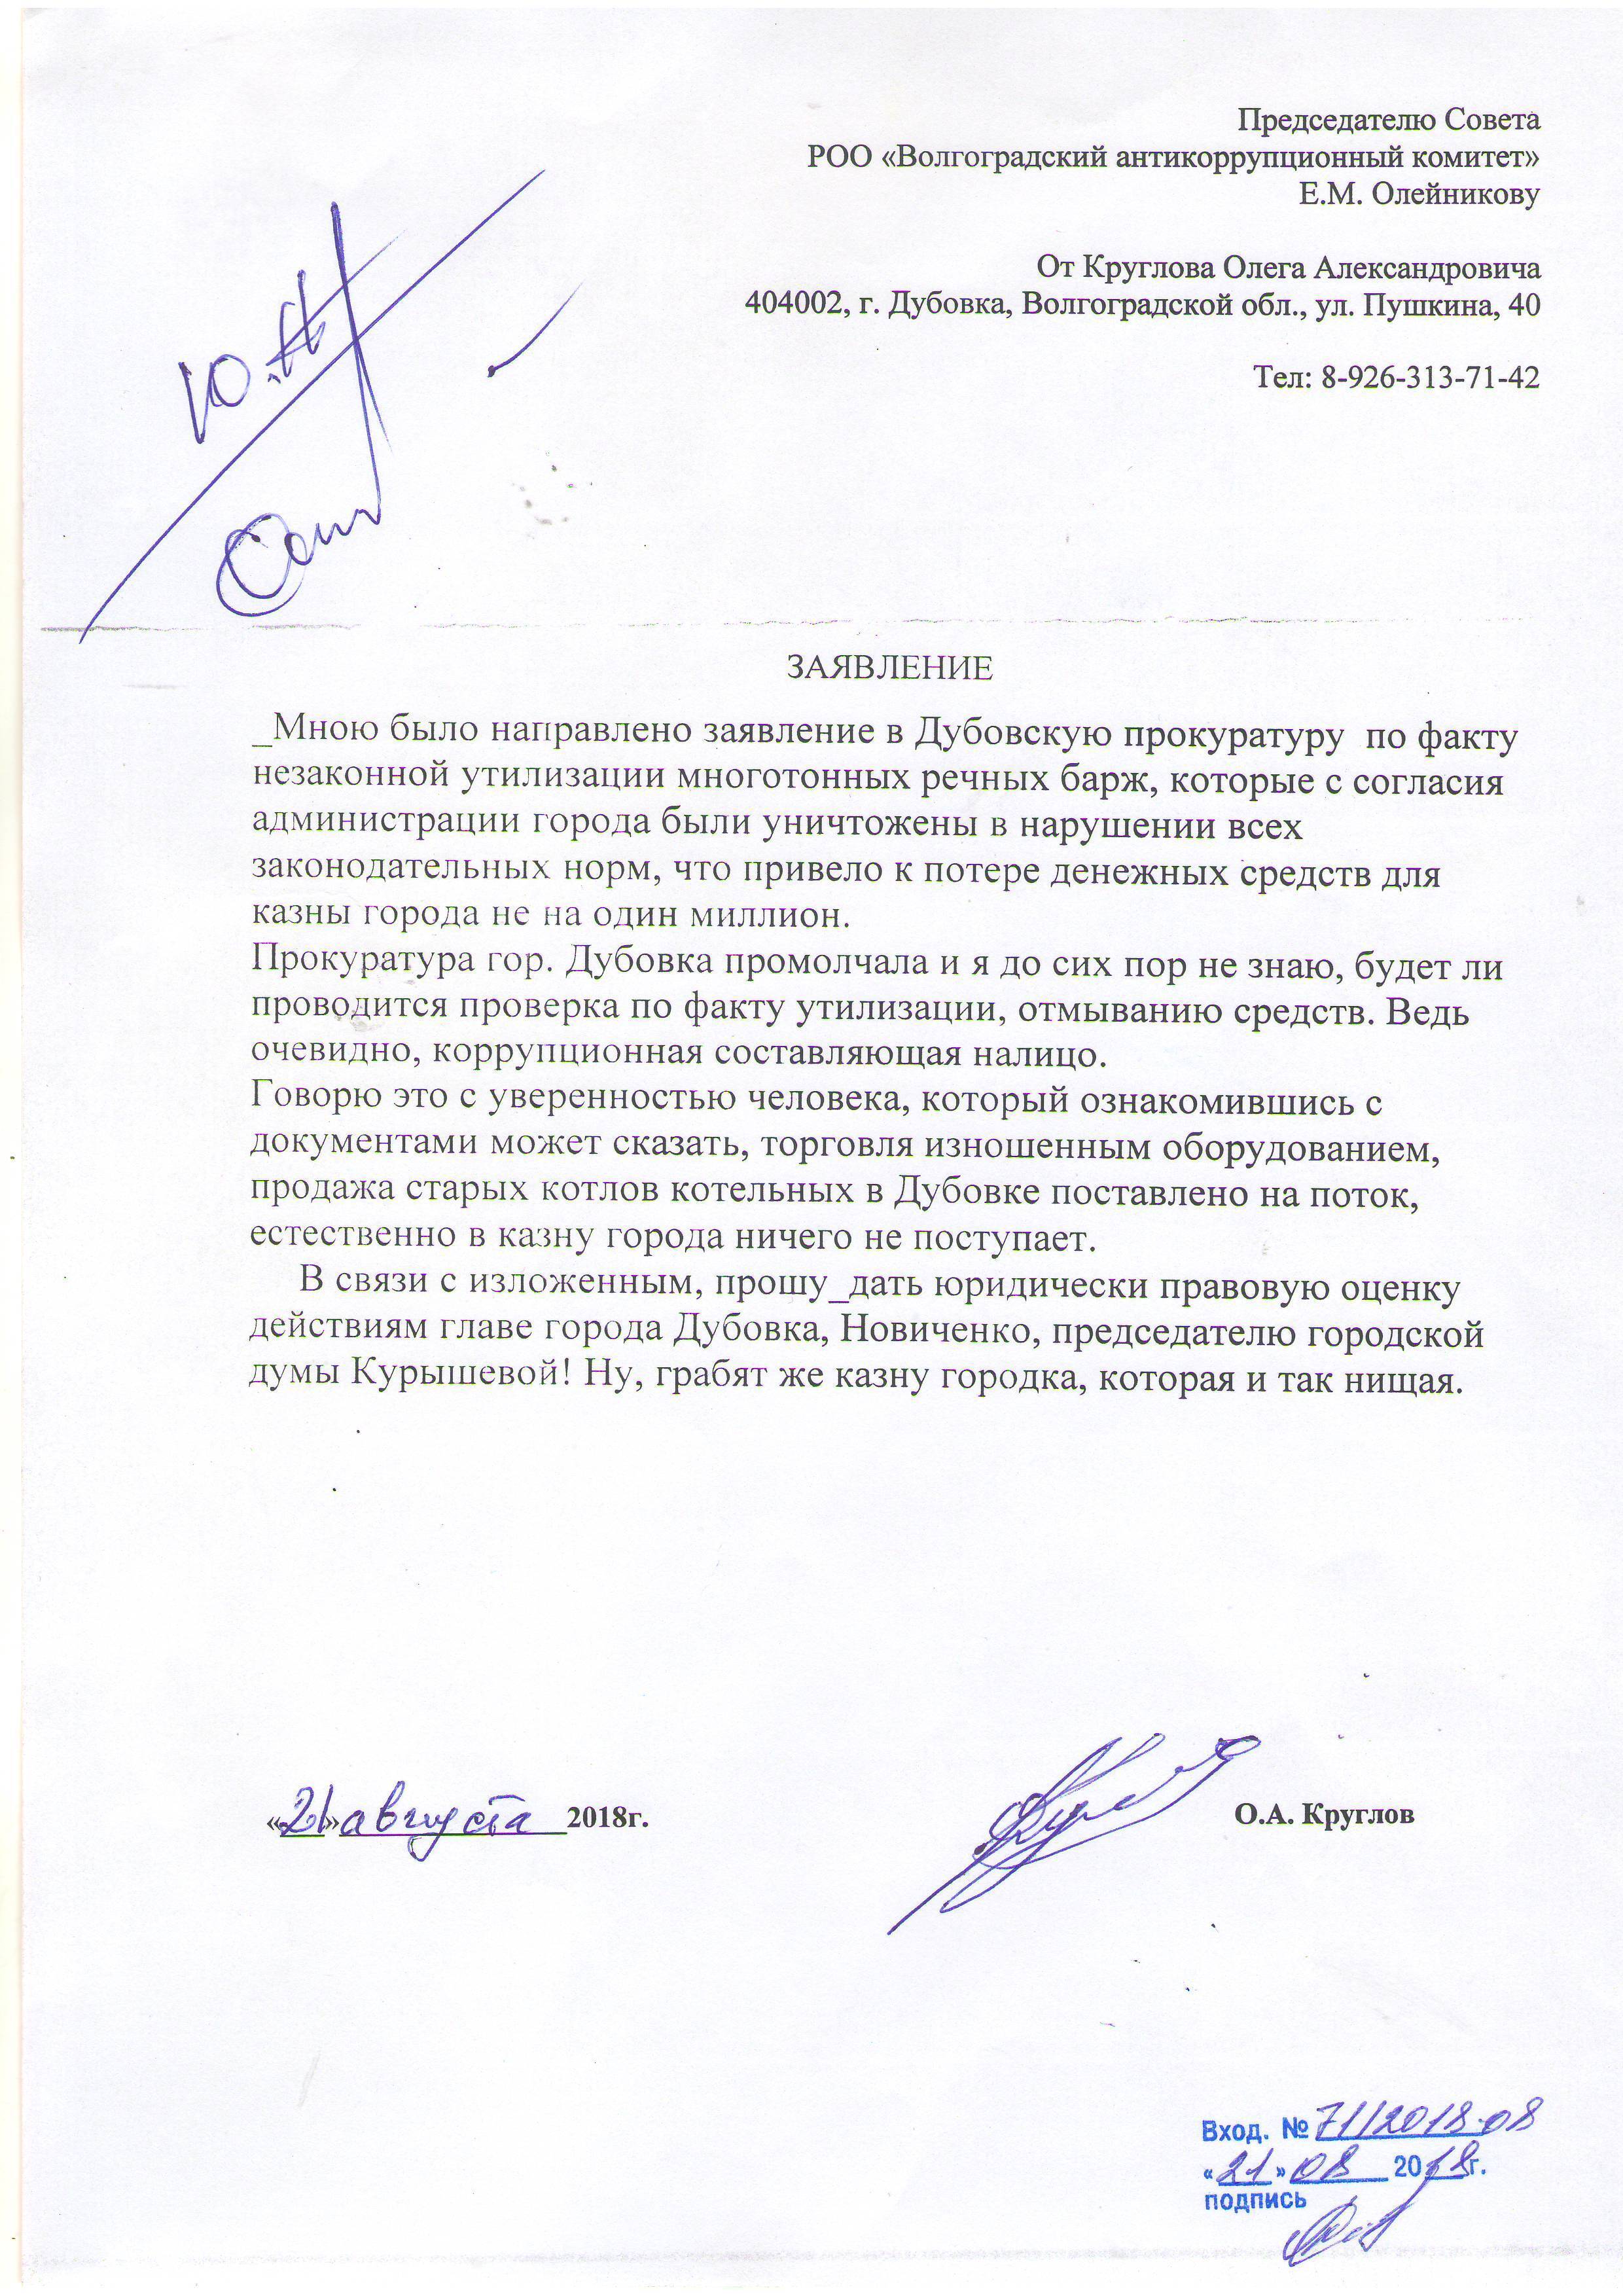 Председателю Совета
РОО «Волгоградский антикоррупционный комитет»
Е.М. Олейникову
От Круглова Олега Александровича
404002, г. Дубовка, Волгоградской обл., ул. Пушкина, 40
Тел: 8-926-313-71-42
ЗАЯВЛЕНИЕ
_Мною было направлено заявление в Дубовскую прокуратуру по факту
незаконной утилизации многотонных речных барж, которые с согласия
администрации города были уничтожены в нарушении всех
законодательных норм, что привело к потере денежных средств для
казны города не на один миллион.
Прокуратура гор. Дубовка промолчала и я до сих пор не знаю, будет ли
проводится проверка по факту утилизации, отмыванию средств. Ведь
очевидно, коррупционная составляющая налицо.
Говорю это с уверенностью человека, который ознакомившись с
документами может сказать, торговля изношенным оборудованием,
продажа старых котлов котельных в Дубовке поставлено на поток,
естественно в казну города ничего не поступает.
В связи с изложенным, прошу_дать юридически правовую оценку
действиям главе города Дубовка, Новиченко, председателю городской
думы Курышевой! Ну, грабят же казну городка, которая и так нищая.
«21» августа 2018г.
О.А. Круглов
Вход. № 71/2018-08
«21» 08 2018г.
подпись